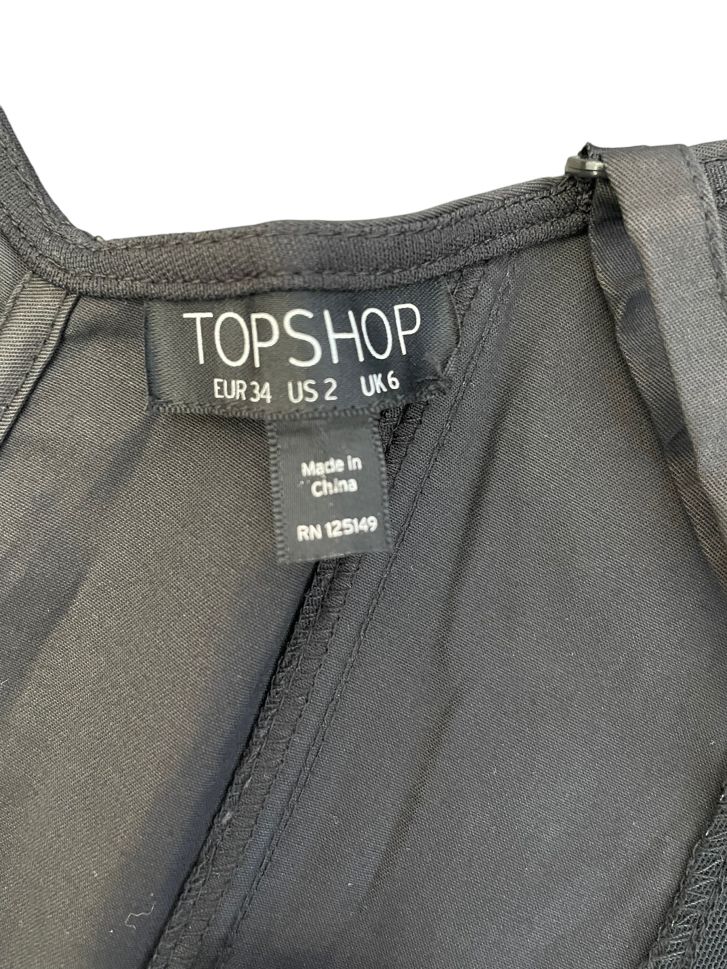 TOPSHOP
EUR 34 US 2 UK 6
Made in
China
RN 125149